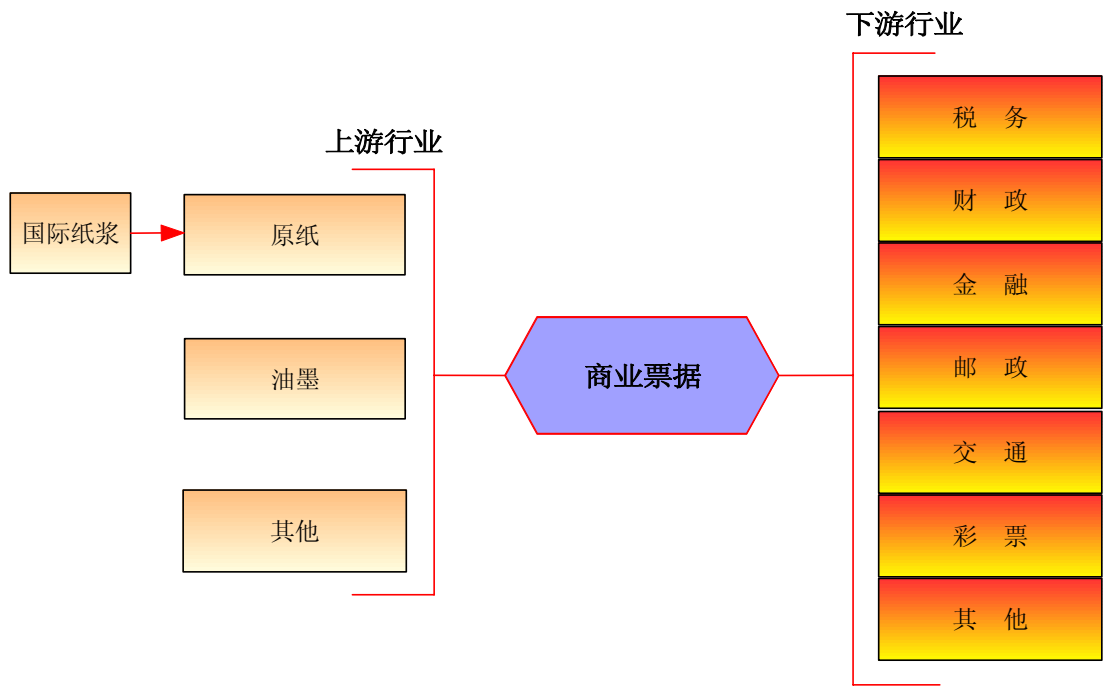 下游行业
上游行业
国际纸浆
原纸
油墨
其他
商业票据
税 务
财 政
金 融
邮 政
交 通
彩 票
其 他